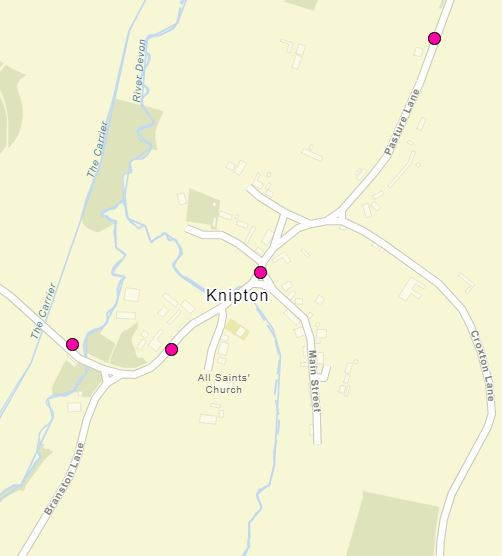 River Devon
The Carrier
Pasture Lane
The Carrier
Knipton
Croxton Lane
Main Street
All Saints'
Church
Branston Lane